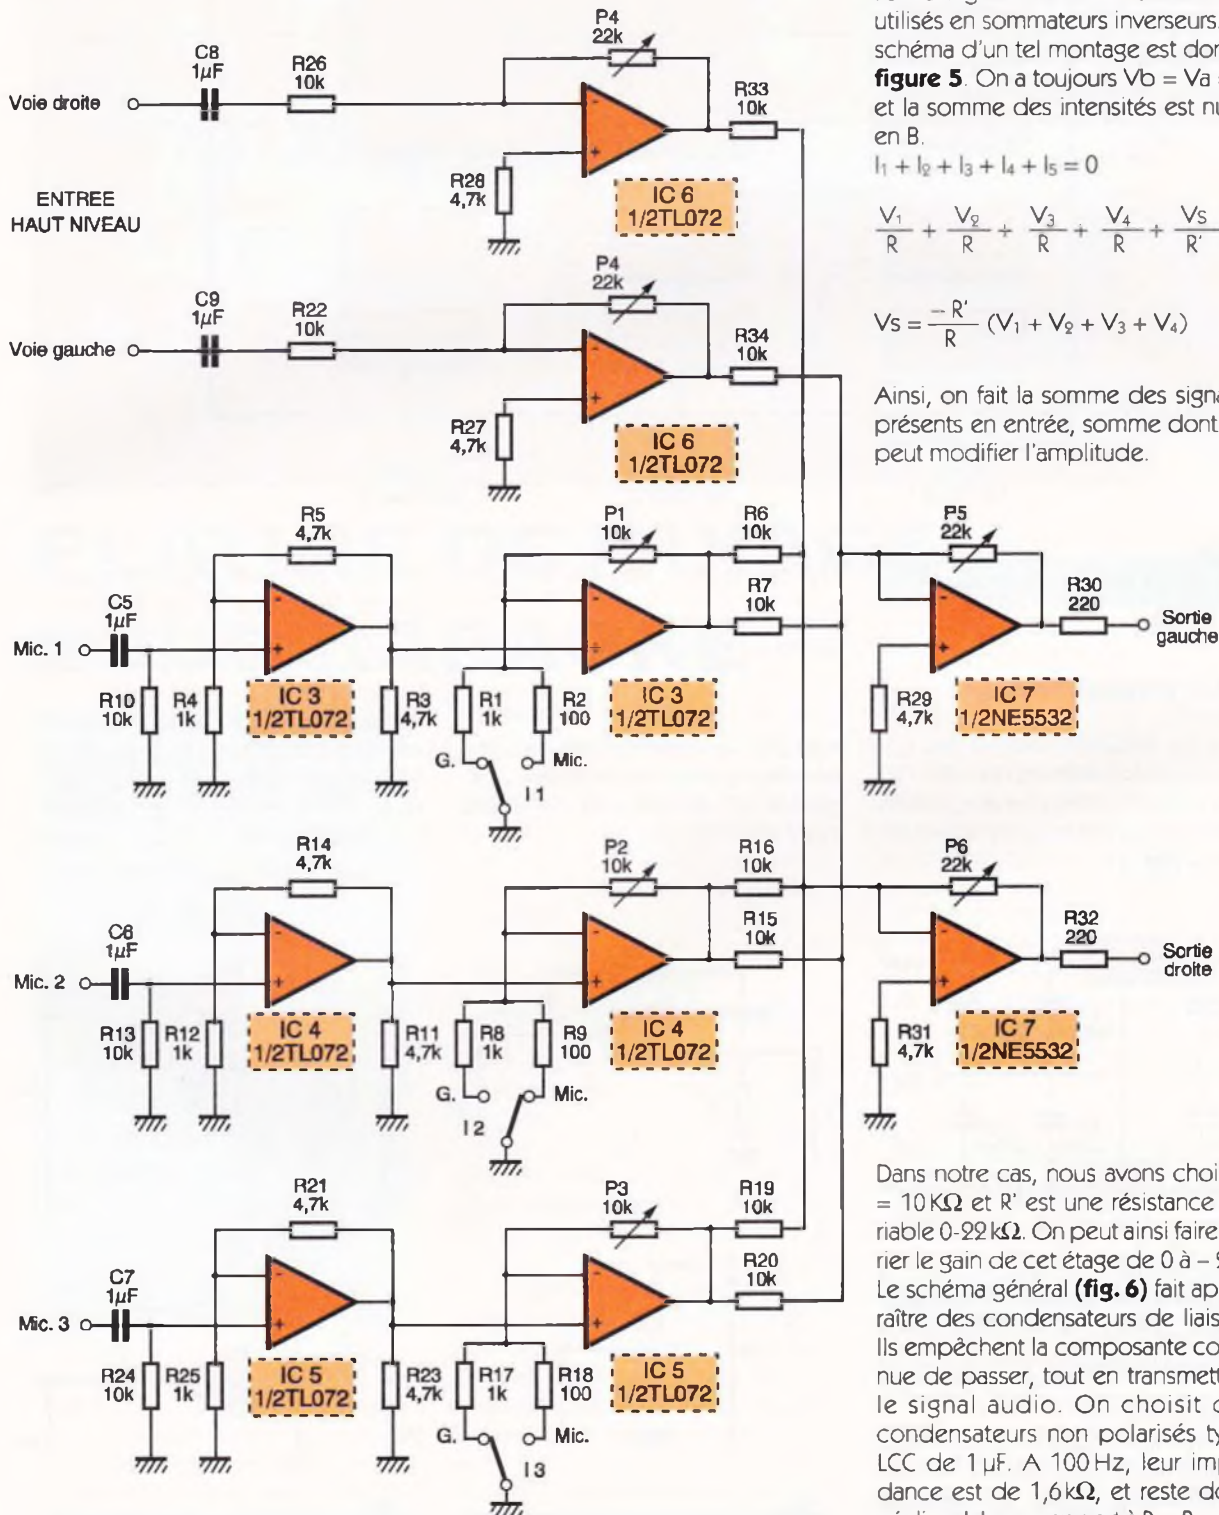 utilisés en sommateurs inverseurs.
schéma d'un tel montage est
figure 5. On a toujours Vb = Va
et la somme des intensités est
en B.
I1 + I2 + I3 + I4 + I5 = 0
V1/R + V2/R + V3/R + V4/R + VS/R'
VS = -R'/R (V1 + V2 + V3 + V4)
Ainsi, on fait la somme des
présents en entrée, somme dont
peut modifier l'amplitude.
P4
22k
C8
1µF
R26
10k
R33
10k
Voie droite
R28
4,7k
IC 6
1/2TL072
ENTREE
HAUT NIVEAU
P4
22k
C9
1µF
R22
10k
R34
10k
Voie gauche
R27
4,7k
IC 6
1/2TL072
R5
4,7k
P1
10k
R6
10k
P5
22k
C5
1µF
R7
10k
R30
220
Mic. 1
Sortie
gauche
R10
10k
R4
1k
IC 3
1/2TL072
R3
4,7k
R1
1k
R2
100
IC 3
1/2TL072
R29
4,7k
IC 7
1/2NE5532
G.
Mic.
I1
R14
4,7k
P2
10k
R16
10k
P6
22k
C6
1µF
R15
10k
R32
220
Mic. 2
Sortie
droite
R13
10k
R12
1k
IC 4
1/2TL072
R11
4,7k
R8
1k
R9
100
IC 4
1/2TL072
R31
4,7k
IC 7
1/2NE5532
G.
Mic.
I2
R21
4,7k
P3
10k
R19
10k
C7
1µF
R20
10k
Mic. 3
R24
10k
R25
1k
IC 5
1/2TL072
R23
4,7k
R17
1k
R18
100
IC 5
1/2TL072
G.
Mic.
I3
Dans notre cas, nous avons choi
= 10KΩ et R' est une résistance
riable 0-22kΩ. On peut ainsi faire
rier le gain de cet étage de 0 à –
Le schéma général (fig. 6) fait ap
raître des condensateurs de liais
Ils empêchent la composante co
nue de passer, tout en transmett
le signal audio. On choisit
condensateurs non polarisés ty
LCC de 1µF. A 100Hz, leur imp
dance est de 1,6kΩ, et reste do